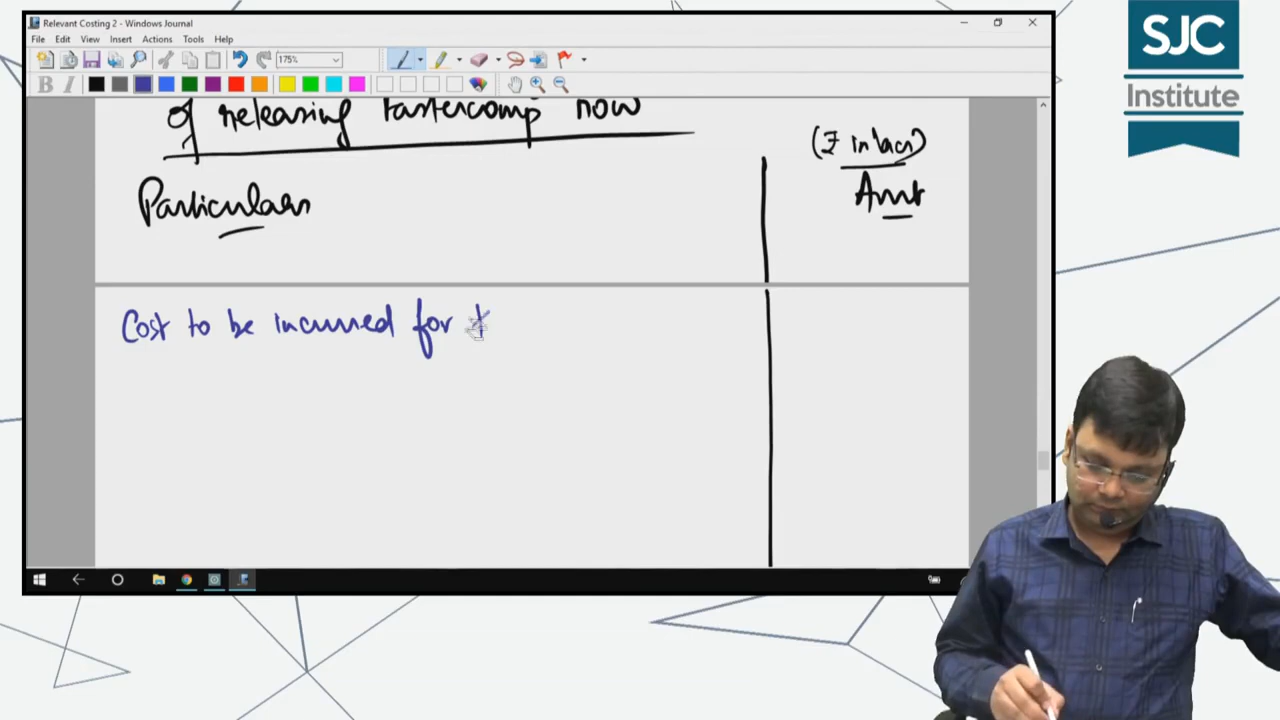 Relevant Costing 2 - Windows Journal
File Edit View Insert Actions Tools Help
175%
B I
of releasing Fastercomp now
(₹ in lacs)
Particulars
Amt
Cost to be incurred for
SJC
Institute